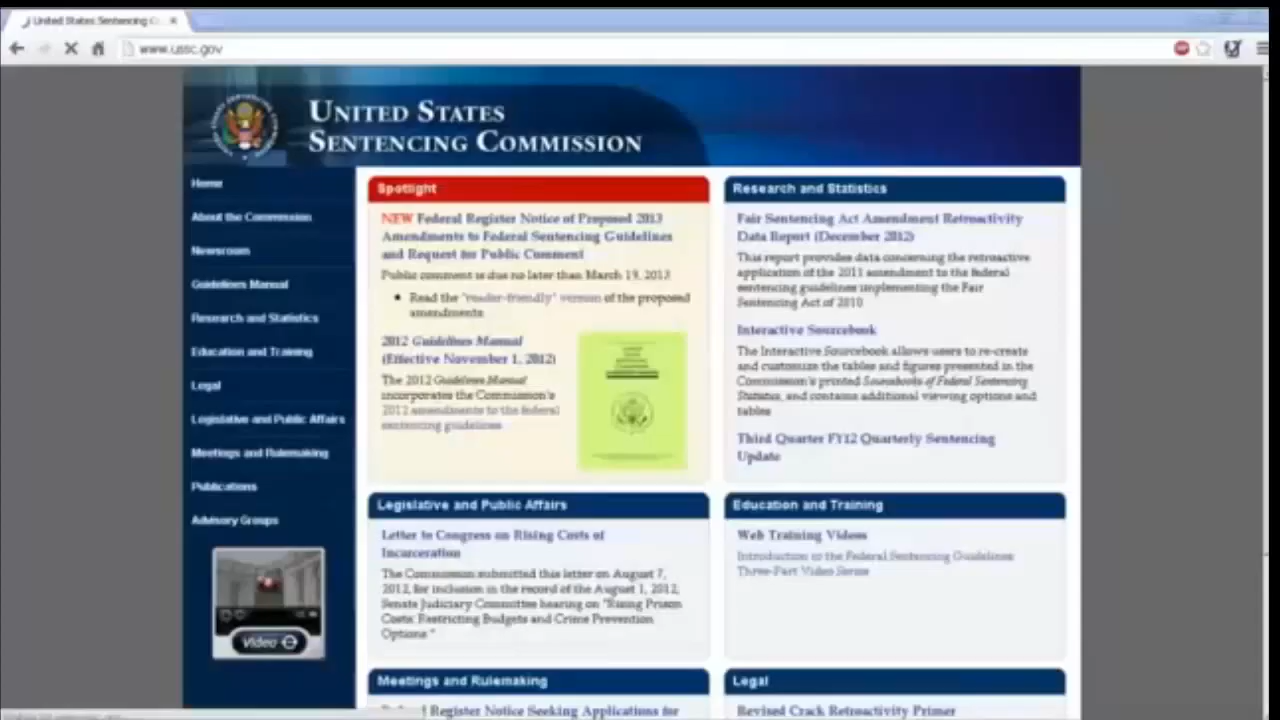 United States Sentencing C
www.ussc.gov
UNITED STATES
SENTENCING COMMISSION
Home
About the Commission
Newsroom
Guidelines Manual
Research and Statistics
Education and Training
Legal
Legislative and Public Affairs
Meetings and Rulemaking
Publications
Advisory Groups
Video
Spotlight
NEW Federal Register Notice of Proposed 2013
Amendments to Federal Sentencing Guidelines
and Request for Public Comment
Public comment is due no later than March 19, 2013
• Read the "reader-friendly" version of the proposed
amendments
2012 Guidelines Manual
(Effective November 1, 2012)
The 2012 Guidelines Manual
incorporates the Commission's
2012 amendments to the federal
sentencing guidelines
Research and Statistics
Fair Sentencing Act Amendment Retroactivity
Data Report (December 2012)
This report provides data concerning the retroactive
application of the 2011 amendment to the federal
sentencing guidelines implementing the Fair
Sentencing Act of 2010
Interactive Sourcebook
The Interactive Sourcebook allows users to re-create
and customize the tables and figures presented in the
Commission's printed Sourcebooks of Federal Sentencing
Statistics, and contains additional viewing options and
tables
Third Quarter FY12 Quarterly Sentencing
Update
Legislative and Public Affairs
Letter to Congress on Rising Costs of
Incarceration
The Commission submitted this letter on August 7,
2012, for inclusion in the record of the August 1, 2012,
Senate Judiciary Committee hearing on "Rising Prison
Costs: Restricting Budgets and Crime Prevention
Options "
Education and Training
Web Training Videos
Introduction to the Federal Sentencing Guidelines
Three-Part Video Series
Meetings and Rulemaking
Register Notice Seeking Applications for
Legal
Revised Crack Retroactivity Primer